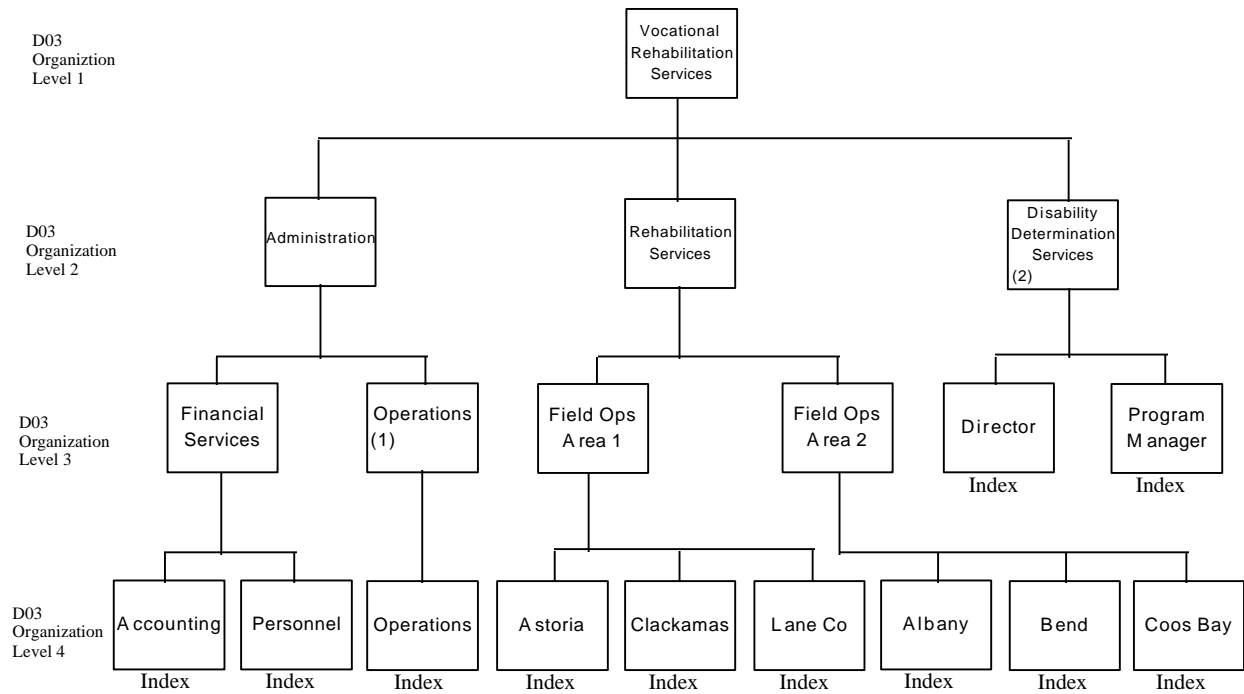 D03
Organiztion
Level 1
Vocational
Rehabilitation
Services
D03
Organization
Level 2
Administration
Rehabilitation
Services
Disability
Determination
Services
(2)
D03
Organization
Level 3
Financial
Services
Operations
(1)
Field Ops
Area 1
Field Ops
Area 2
Director
Index
Program
Manager
Index
D03
Organization
Level 4
Accounting
Index
Personnel
Index
Operations
Index
Astoria
Index
Clackamas
Index
Lane Co
Index
Albany
Index
Bend
Index
Coos Bay
Index